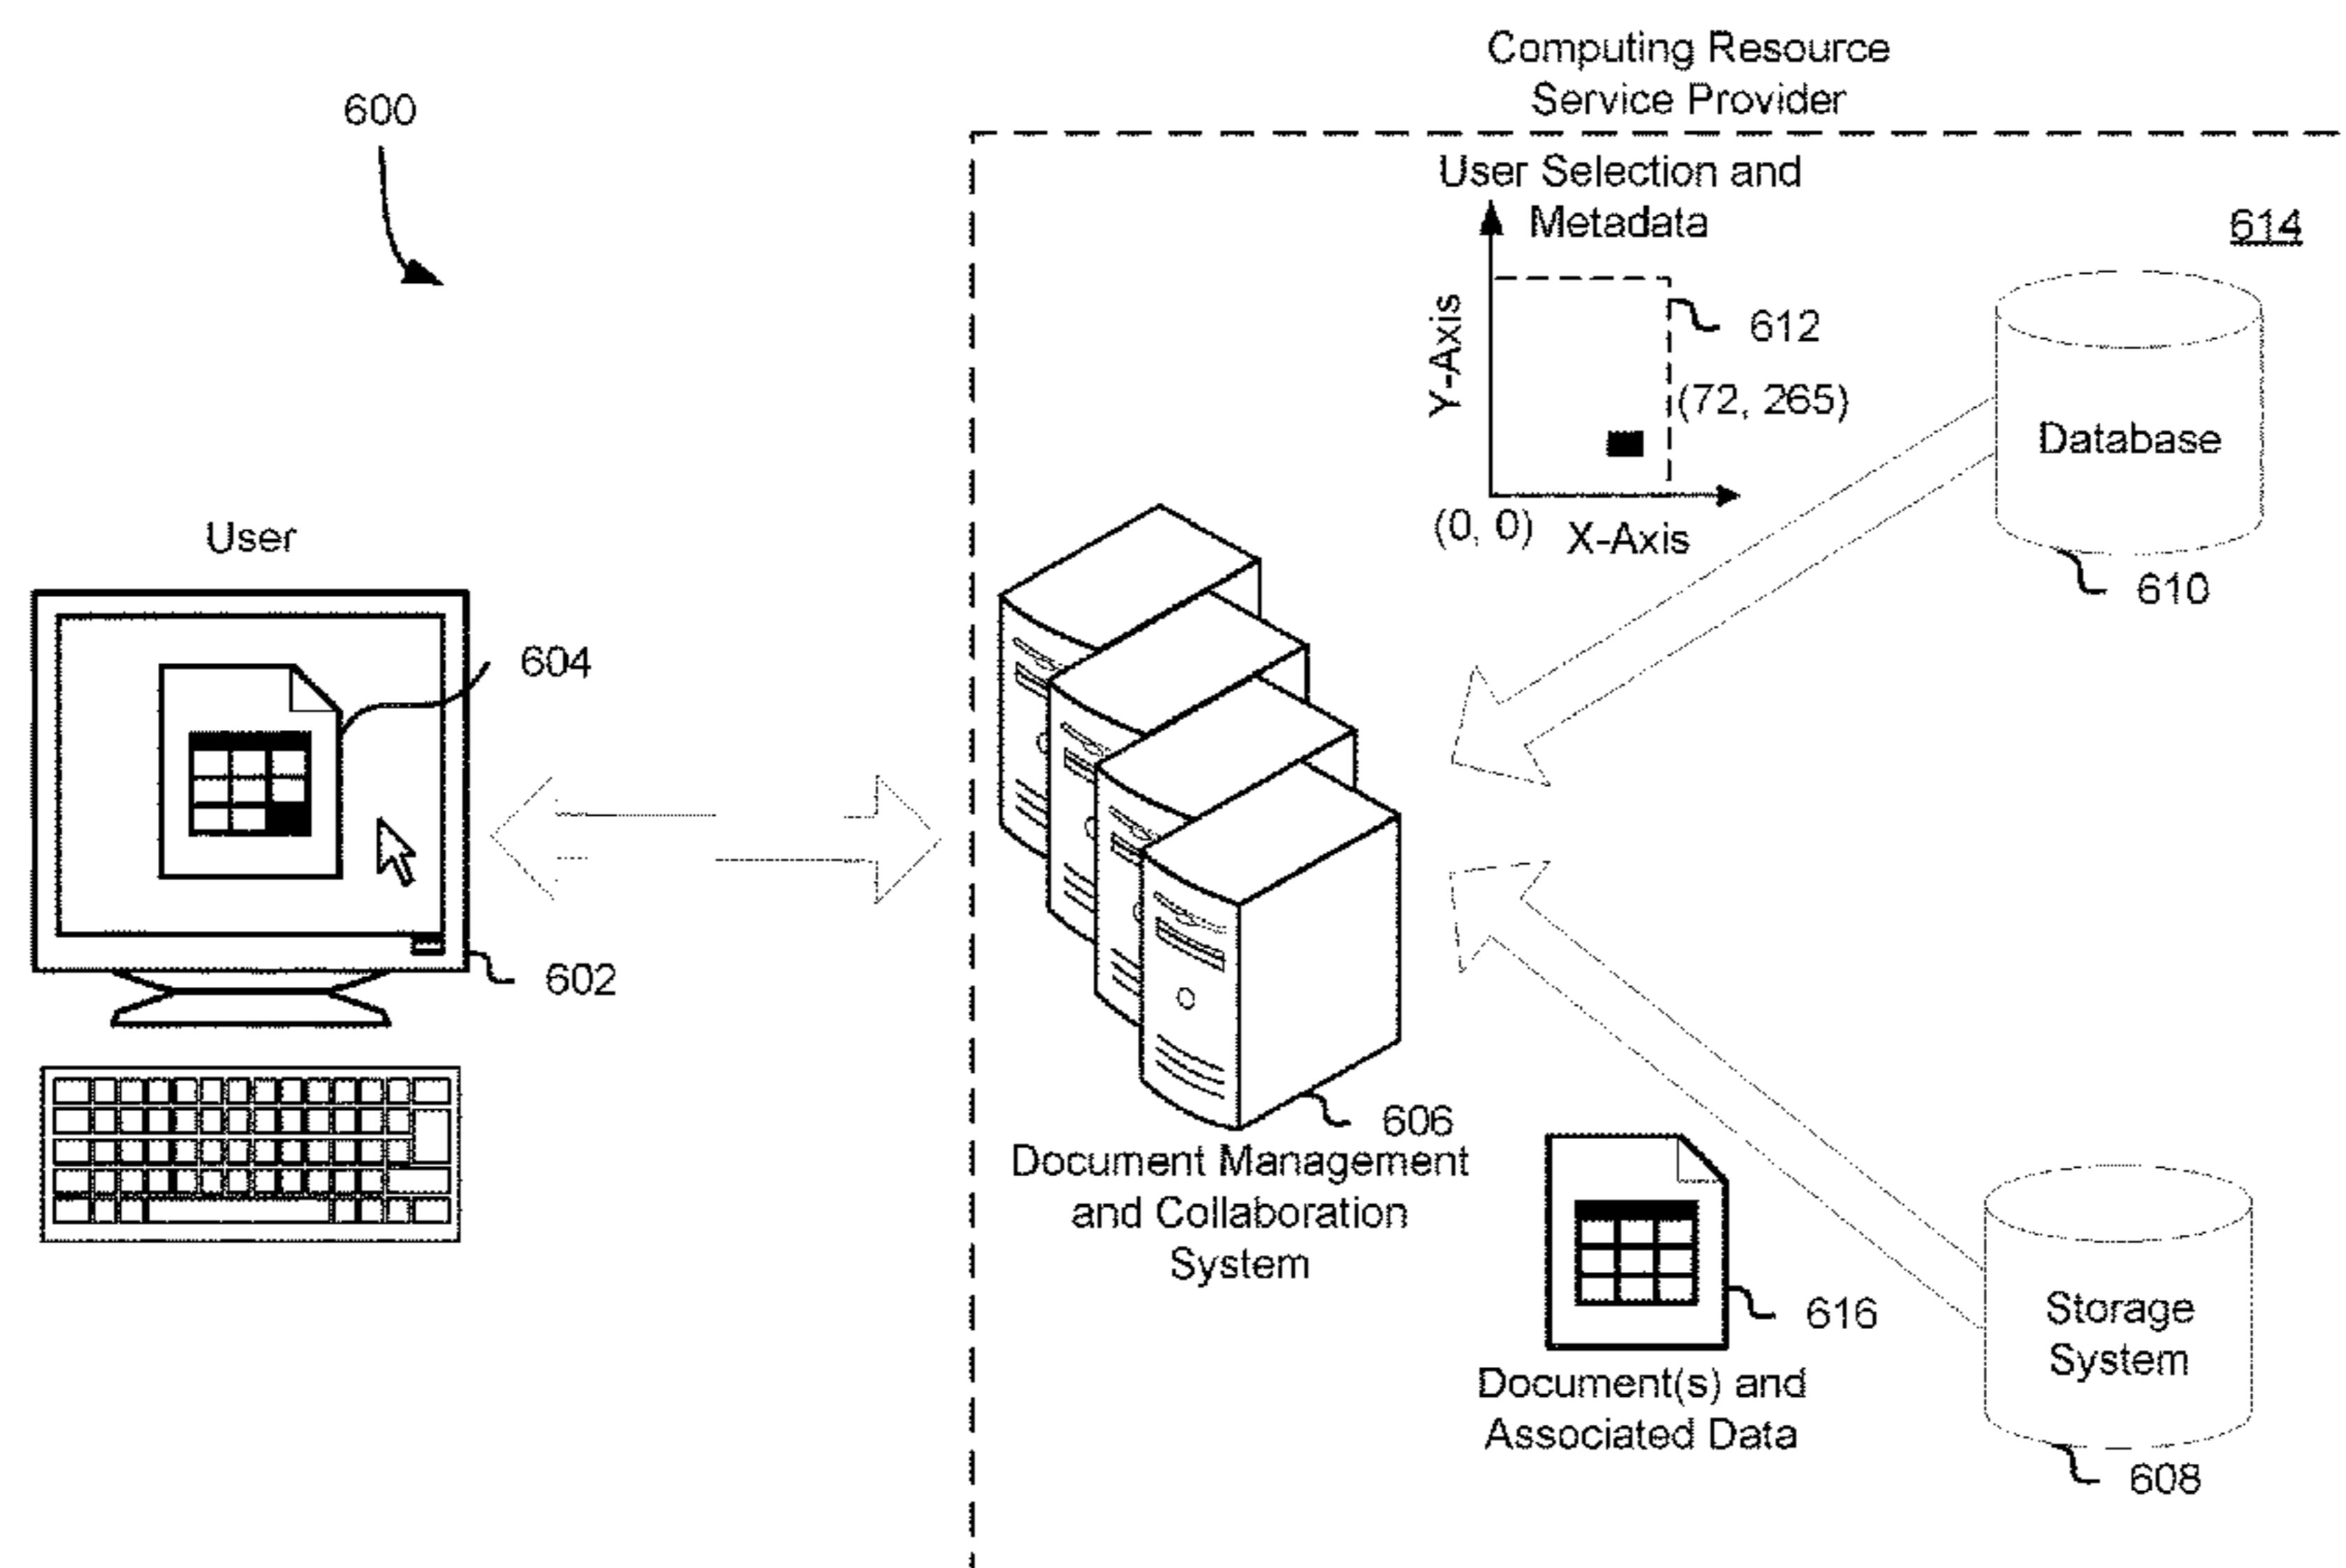 Computing Resource
Service Provider
600
User Selection and
Metadata
614
612
Y-Axis
(72, 265)
Database
(0, 0)
X-Axis
610
User
604
602
606
Document Management
and Collaboration
System
616
Storage
System
Document(s) and
Associated Data
608